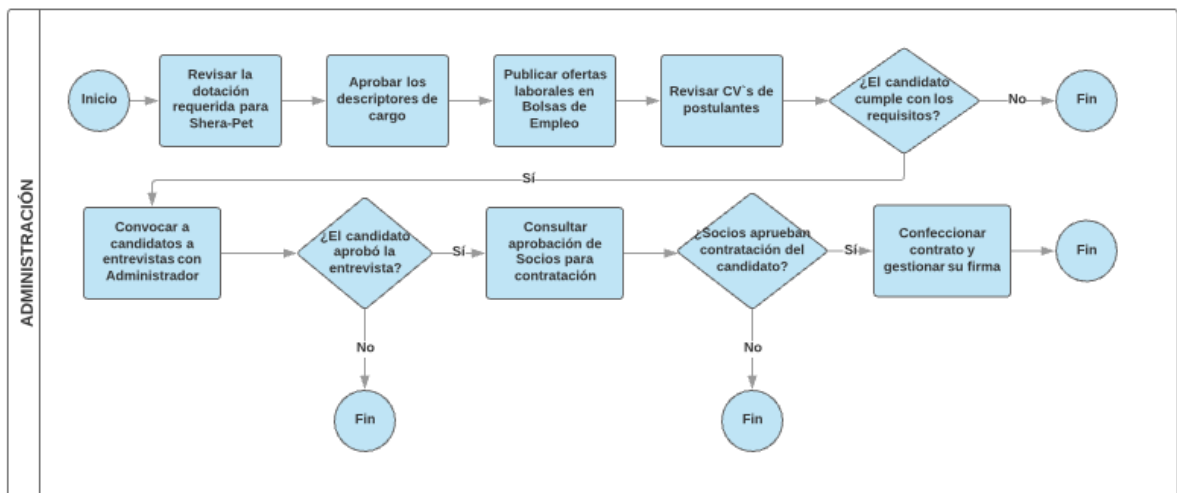 ADMINISTRACIÓN
Inicio
Revisar la
dotación
requerida para
Shera-Pet
Aprobar los
descriptores de
cargo
Publicar ofertas
laborales en
Bolsas de
Empleo
Revisar CV`s de
postulantes
¿El candidato
cumple con los
requisitos?
No
Fin
Sí
Convocar a
candidatos a
entrevistas con
Administrador
¿El candidato
aprobó la
entrevista?
Sí
Consultar
aprobación de
Socios para
contratación
¿Socios aprueban
contratación del
candidato?
Sí
Confeccionar
contrato y
gestionar su firma
Fin
No
Fin
No
Fin